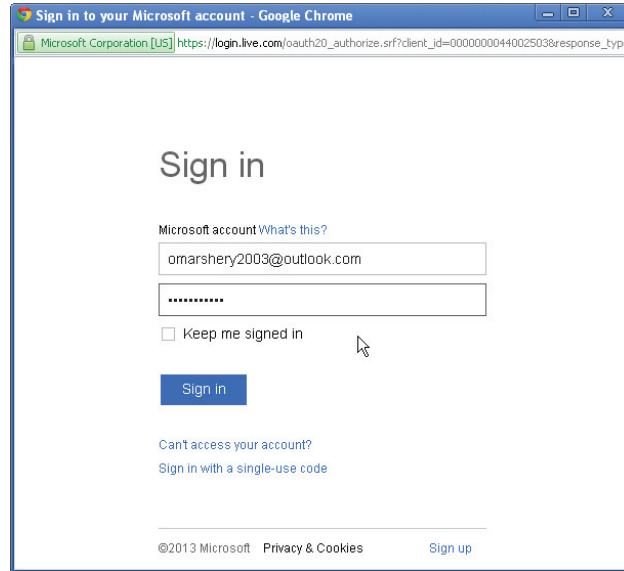 Sign in to your Microsoft account - Google Chrome
Microsoft Corporation [US] https://login.live.com/oauth20_authorize.srf?client_id=0000000044002503&response_typ
Sign in
Microsoft account What's this?
omarshery2003@outlook.com
•••••••••••
Keep me signed in
Sign in
Can't access your account?
Sign in with a single-use code
©2013 Microsoft Privacy & Cookies Sign up